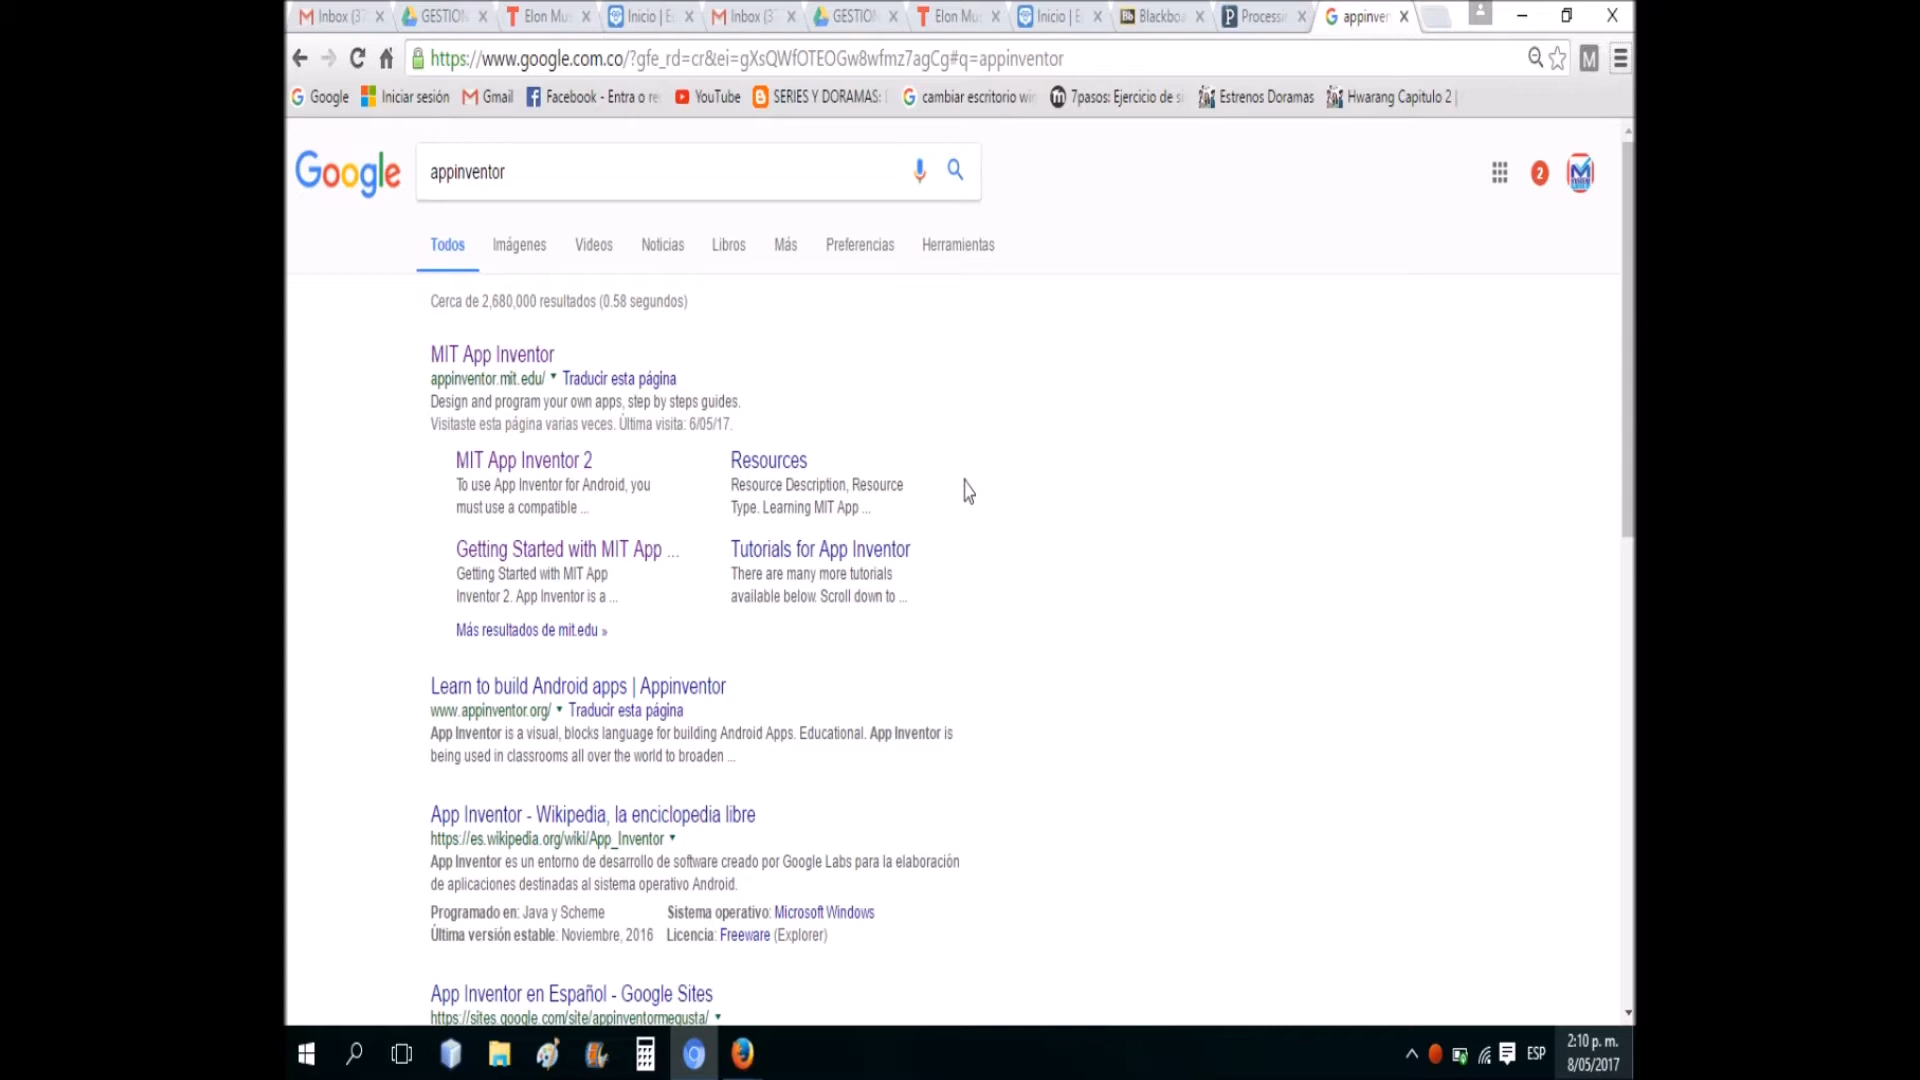 Inbox (3
GESTION
Elon Mus
Inicio | E
Inbox (3
GESTION
Elon Mus
Inicio | E
Bb Blackboa
Processin
appinven
https://www.google.com.co/?gfe_rd=cr&ei=gXsQWfOTEOGw8wfmz7agCg#q=appinventor
M
Google
Iniciar sesión
Gmail
Facebook - Entra o re
YouTube
SERIES Y DORAMAS:
cambiar escritorio win
7pasos: Ejercicio de si
Estrenos Doramas
Hwarang Capitulo 2 |
Google
appinventor
2
Todos Imágenes Videos Noticias Libros Más Preferencias Herramientas
Cerca de 2,680,000 resultados (0.58 segundos)
MIT App Inventor
appinventor.mit.edu/ ▼ Traducir esta página
Design and program your own apps, step by steps guides.
Visitaste esta página varias veces. Última visita: 6/05/17.
MIT App Inventor 2
To use App Inventor for Android, you
must use a compatible ...
Resources
Resource Description, Resource
Type. Learning MIT App ...
Getting Started with MIT App ...
Getting Started with MIT App
Inventor 2. App Inventor is a ...
Tutorials for App Inventor
There are many more tutorials
available below. Scroll down to ...
Más resultados de mit.edu »
Learn to build Android apps | Appinventor
www.appinventor.org/ ▼ Traducir esta página
App Inventor is a visual, blocks language for building Android Apps. Educational. App Inventor is
being used in classrooms all over the world to broaden ...
App Inventor - Wikipedia, la enciclopedia libre
https://es.wikipedia.org/wiki/App_Inventor ▼
App Inventor es un entorno de desarrollo de software creado por Google Labs para la elaboración
de aplicaciones destinadas al sistema operativo Android.
Programado en: Java y Scheme Sistema operativo: Microsoft Windows
Última versión estable: Noviembre, 2016 Licencia: Freeware (Explorer)
App Inventor en Español - Google Sites
https://sites.google.com/site/appinventormegusta/ ▼
ESP
2:10 p. m.
8/05/2017